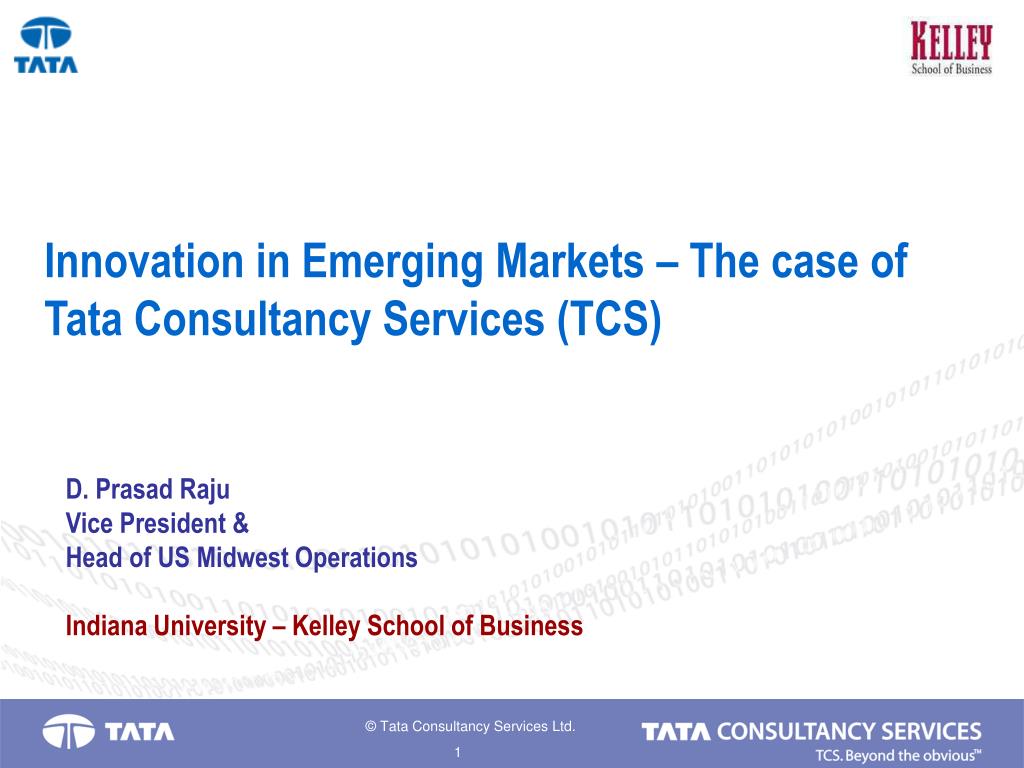 TATA
KELLEY
School of Business
Innovation in Emerging Markets – The case of
Tata Consultancy Services (TCS)
D. Prasad Raju
Vice President &
Head of US Midwest Operations
Indiana University – Kelley School of Business
TATA
© Tata Consultancy Services Ltd.
1
TATA CONSULTANCY SERVICES
TCS. Beyond the obvious™